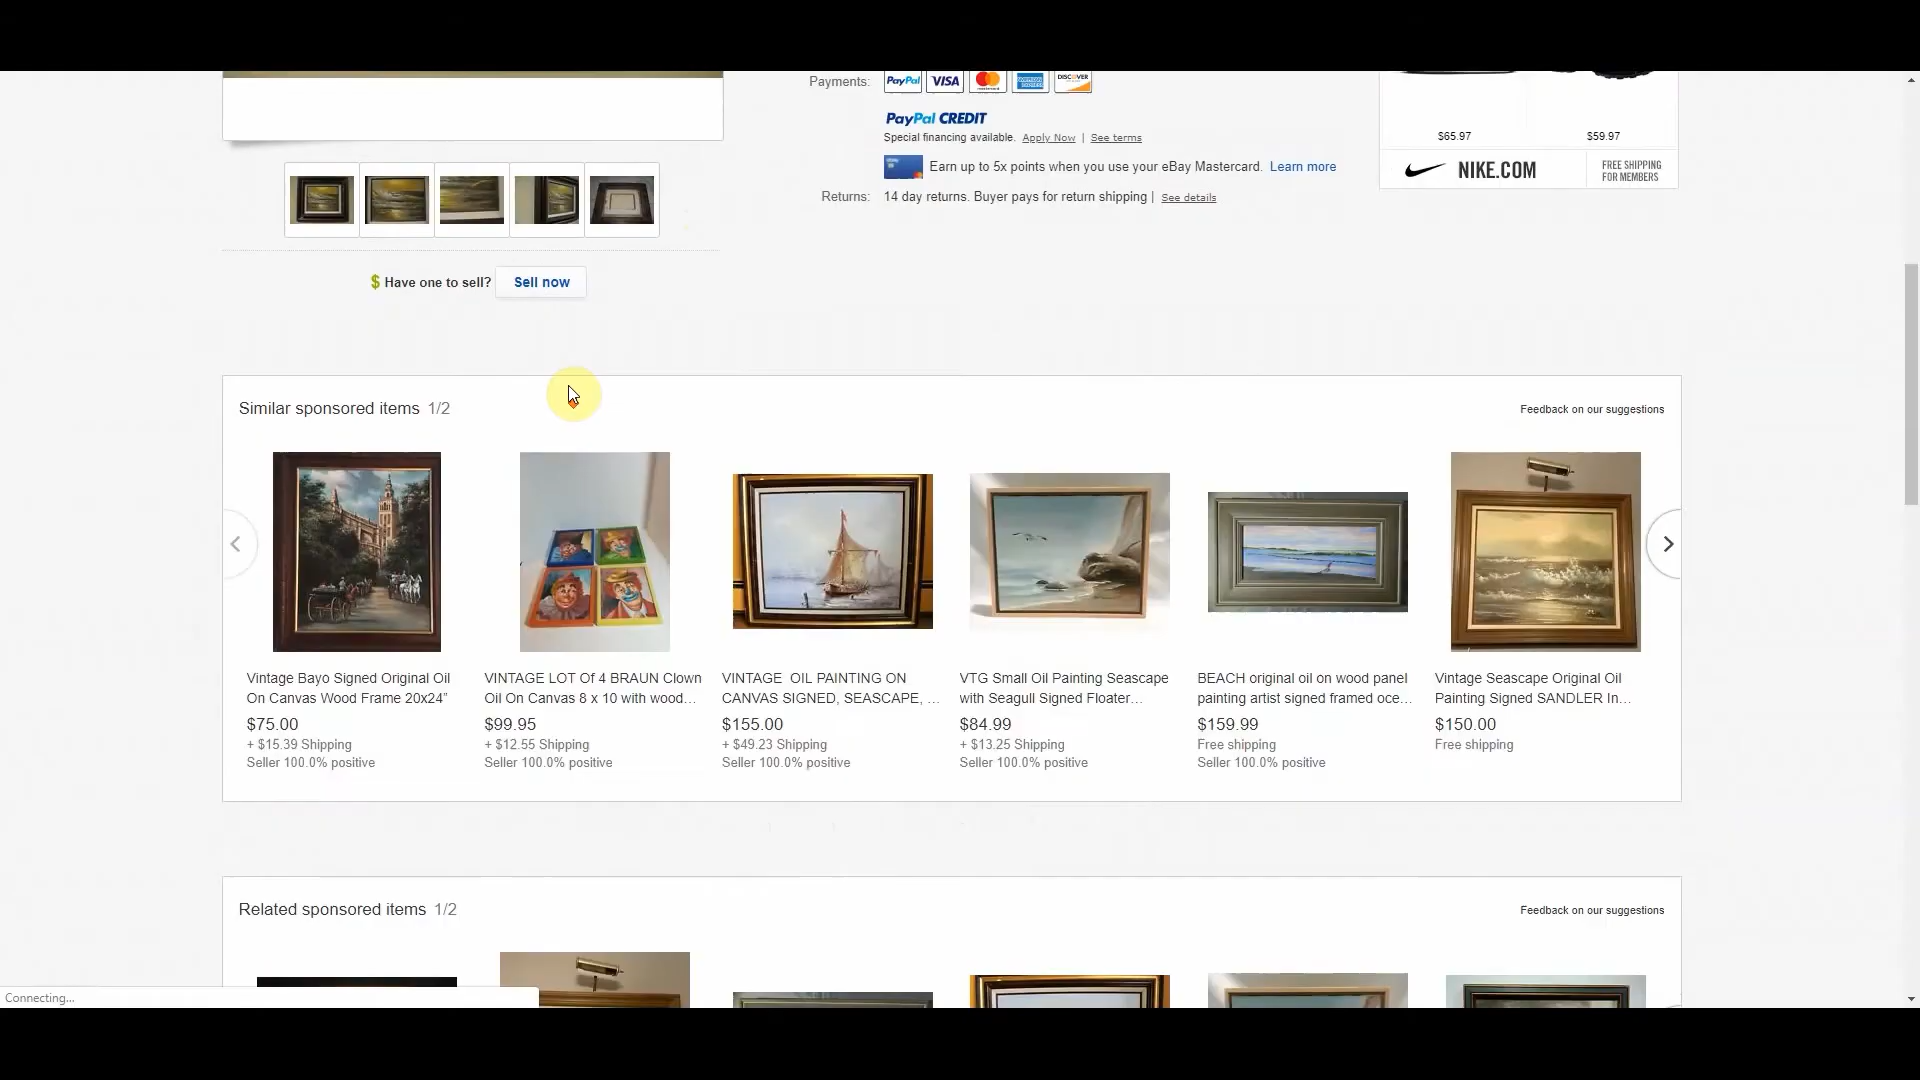 Payments:
PayPal VISA mastercard AMERICAN EXPRESS DISCOVER
PayPal CREDIT
Special financing available. Apply Now | See terms
Earn up to 5x points when you use your eBay Mastercard. Learn more
Returns: 14 day returns. Buyer pays for return shipping | See details
$65.97 $59.97
NIKE.COM
FREE SHIPPING
FOR MEMBERS
$ Have one to sell? Sell now
Similar sponsored items 1/2
Feedback on our suggestions
Vintage Bayo Signed Original Oil
On Canvas Wood Frame 20x24”
$75.00
+ $15.39 Shipping
Seller 100.0% positive
VINTAGE LOT Of 4 BRAUN Clown
Oil On Canvas 8 x 10 with wood…
$99.95
+ $12.55 Shipping
Seller 100.0% positive
VINTAGE OIL PAINTING ON
CANVAS SIGNED, SEASCAPE, …
$155.00
+ $49.23 Shipping
Seller 100.0% positive
VTG Small Oil Painting Seascape
with Seagull Signed Floater…
$84.99
+ $13.25 Shipping
Seller 100.0% positive
BEACH original oil on wood panel
painting artist signed framed oce…
$159.99
Free shipping
Seller 100.0% positive
Vintage Seascape Original Oil
Painting Signed SANDLER In…
$150.00
Free shipping
Related sponsored items 1/2
Feedback on our suggestions
Connecting...